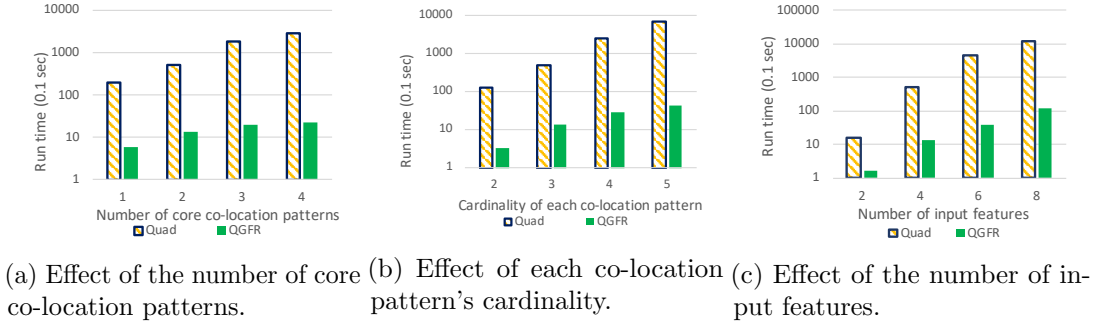 10000
1000
100
10
1
Run time (0.1 sec)
1 2 3 4
Number of core co-location patterns
Quad QGFR
(a) Effect of the number of core
co-location patterns.
10000
1000
100
10
1
Run time (0.1 sec)
2 3 4 5
Cardinality of each co-location pattern
Quad QGFR
(b) Effect of each co-location
pattern's cardinality.
100000
10000
1000
100
10
1
Run time (0.1 sec)
2 4 6 8
Number of input features
Quad QGFR
(c) Effect of the number of in-
put features.